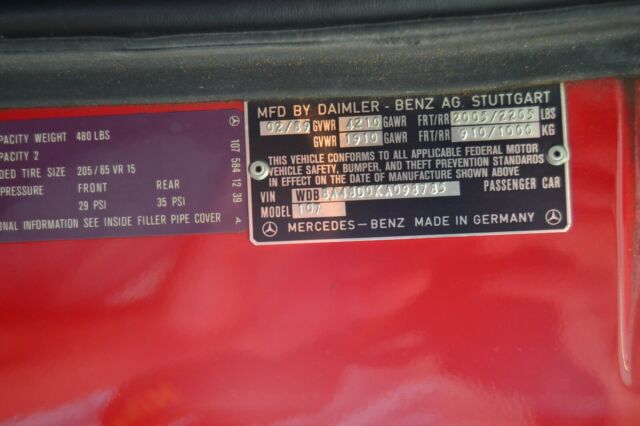 APACITY WEIGHT 480 LBS
APACITY 2
DED TIRE SIZE 205/65 VR 15
PRESSURE FRONT REAR
29 PSI 35 PSI
ONAL INFORMATION SEE INSIDE FILLER PIPE COVER
107 584 12 39 A
MFD BY DAIMLER - BENZ AG. STUTTGART
02/89 GVWR 4210 GAWR FRT/RR 2005/2205 LBS
GVWR 1910 GAWR FRT/RR 910/1000 KG
THIS VEHICLE CONFORMS TO ALL APPLICABLE FEDERAL MOTOR
VEHICLE SAFETY, BUMPER, AND THEFT PREVENTION STANDARDS
IN EFFECT ON THE DATE OF MANUFACTURE SHOWN ABOVE
VIN WDBBA48D0KA098785 PASSENGER CAR
MODEL 107
MERCEDES-BENZ MADE IN GERMANY